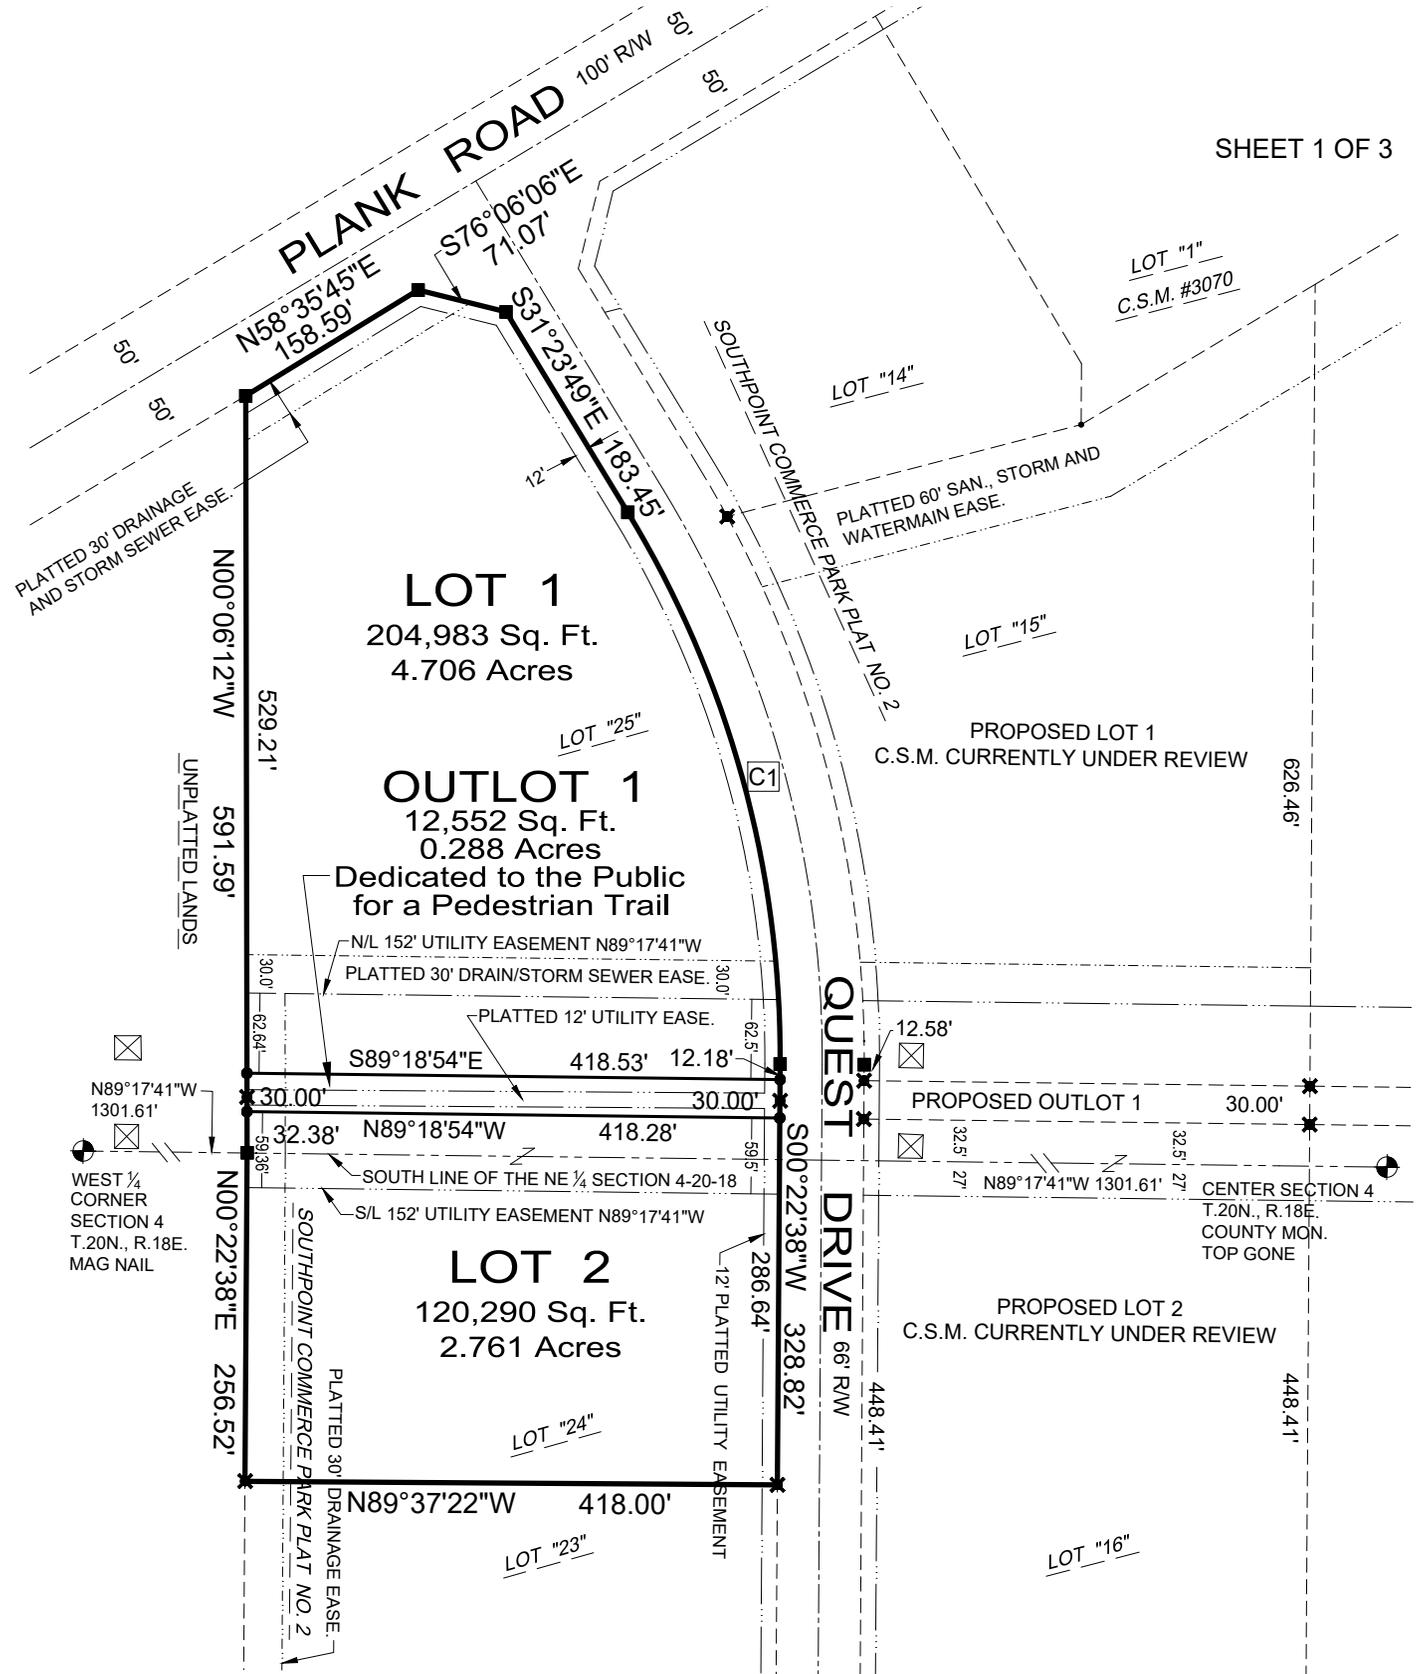 SHEET 1 OF 3
PLANK ROAD 100' R/W
50'
50'
50'
50'
N58°35'45"E
158.59'
S76°06'06"E
71.07'
S31°23'49"E 183.45'
12'
PLATTED 30' DRAINAGE
AND STORM SEWER EASE.
LOT "1"
C.S.M. #3070
LOT "14"
SOUTHPOINT COMMERCE PARK PLAT NO. 2
PLATTED 60' SAN., STORM AND
WATERMAIN EASE.
LOT "15"
PROPOSED LOT 1
C.S.M. CURRENTLY UNDER REVIEW
626.46'
LOT 1
204,983 Sq. Ft.
4.706 Acres
LOT "25"
N00°06'12"W 591.59'
529.21'
UNPLATTED LANDS
C1
OUTLOT 1
12,552 Sq. Ft.
0.288 Acres
Dedicated to the Public
for a Pedestrian Trail
N/L 152' UTILITY EASEMENT N89°17'41"W
PLATTED 30' DRAIN/STORM SEWER EASE.
30.0'
30.0'
PLATTED 12' UTILITY EASE.
62.64'
62.5'
S89°18'54"E 418.53'
12.18'
12.58'
30.00'
30.00'
PROPOSED OUTLOT 1 30.00'
N89°17'41"W
1301.61'
32.38'
N89°18'54"W 418.28'
59.36'
59.5'
SOUTH LINE OF THE NE ¼ SECTION 4-20-18
S/L 152' UTILITY EASEMENT N89°17'41"W
32.5'
27'
N89°17'41"W 1301.61'
32.5'
27'
WEST ¼
CORNER
SECTION 4
T.20N., R.18E.
MAG NAIL
CENTER SECTION 4
T.20N., R.18E.
COUNTY MON.
TOP GONE
QUEST DRIVE 66' R/W
S00°22'38"W 328.82'
286.64'
N00°22'38"E 256.52'
LOT 2
120,290 Sq. Ft.
2.761 Acres
PROPOSED LOT 2
C.S.M. CURRENTLY UNDER REVIEW
12' PLATTED UTILITY EASEMENT
SOUTHPOINT COMMERCE PARK PLAT NO. 2
PLATTED 30' DRAINAGE EASE.
448.41'
448.41'
LOT "24"
N89°37'22"W 418.00'
LOT "23"
LOT "16"